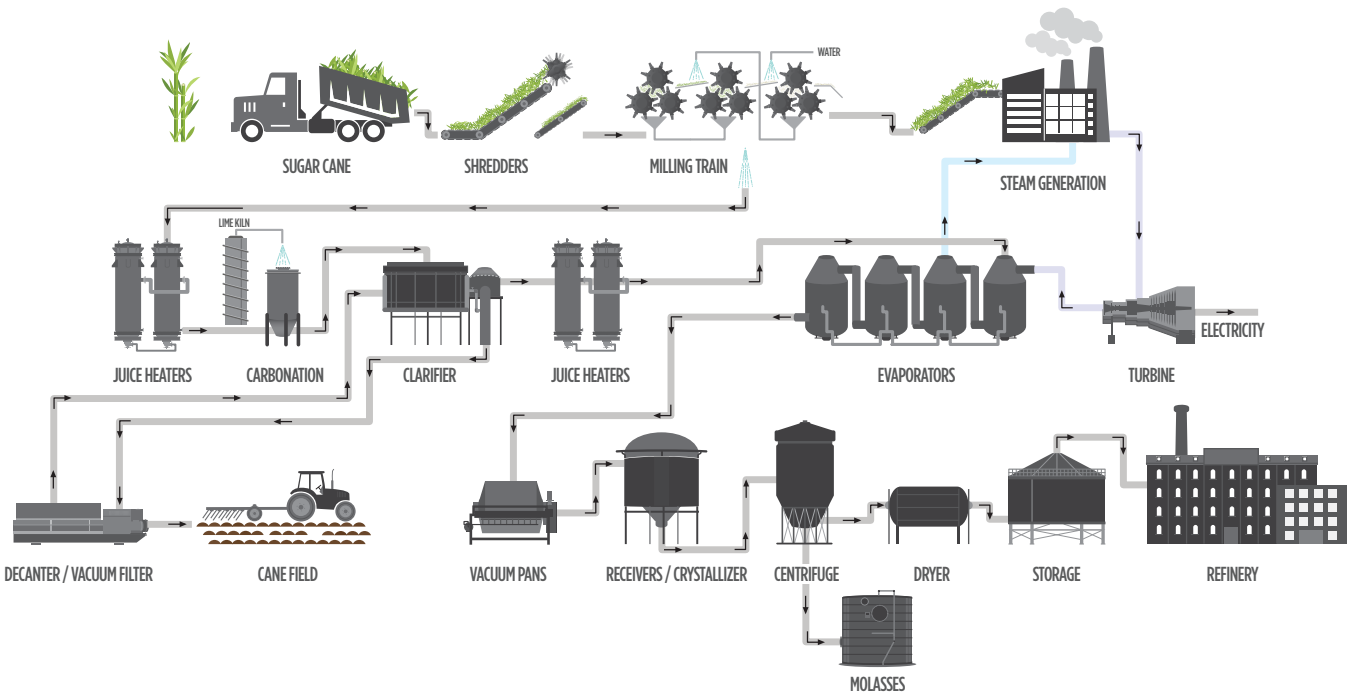 WATER
SUGAR CANE
SHREDDERS
MILLING TRAIN
STEAM GENERATION
LIME KILN
ELECTRICITY
JUICE HEATERS
CARBONATION
CLARIFIER
JUICE HEATERS
EVAPORATORS
TURBINE
DECANTER / VACUUM FILTER
CANE FIELD
VACUUM PANS
RECEIVERS / CRYSTALLIZER
CENTRIFUGE
DRYER
STORAGE
REFINERY
MOLASSES